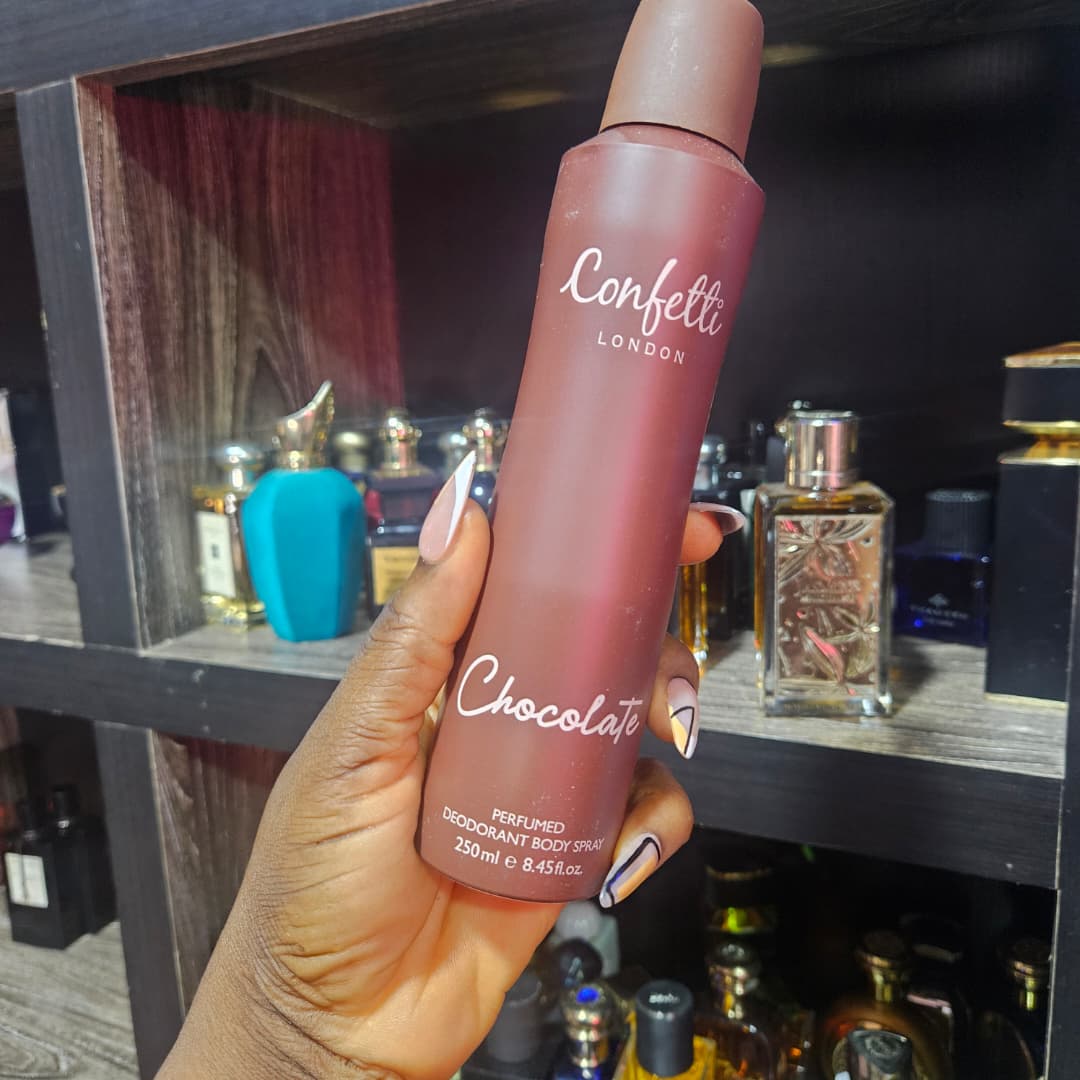 Confetti
LONDON
Chocolate
PERFUMED
DEODORANT BODY SPRAY
250ml e 8.45fl.oz.